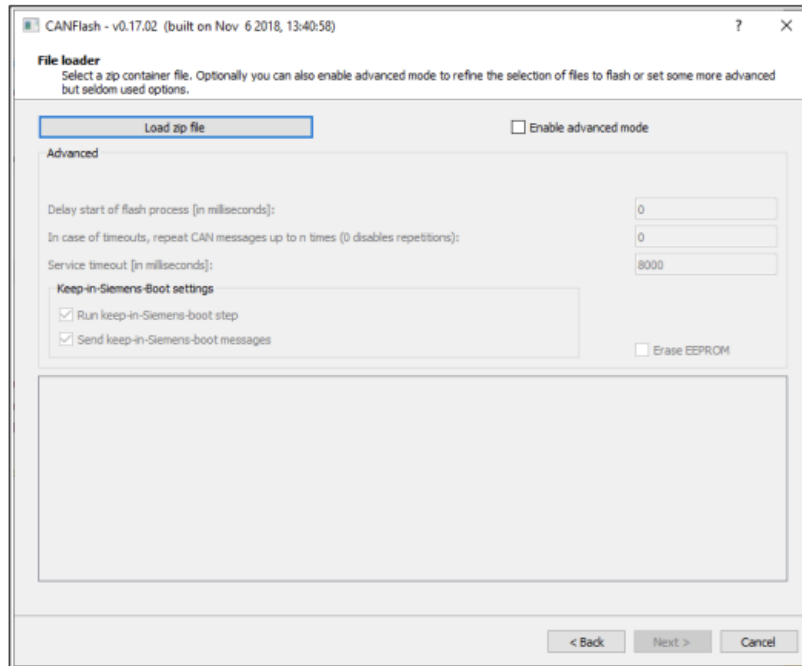 CANFlash - v0.17.02 (built on Nov 6 2018, 13:40:58)
?
File loader
Select a zip container file. Optionally you can also enable advanced mode to refine the selection of files to flash or set some more advanced
but seldom used options.
Load zip file
Enable advanced mode
Advanced
Delay start of flash process [in milliseconds]:
0
In case of timeouts, repeat CAN messages up to n times (0 disables repetitions):
0
Service timeout [in milliseconds]:
8000
Keep-in-Siemens-Boot settings
Run keep-in-Siemens-boot step
Send keep-in-Siemens-boot messages
Erase EEPROM
< Back
Next >
Cancel